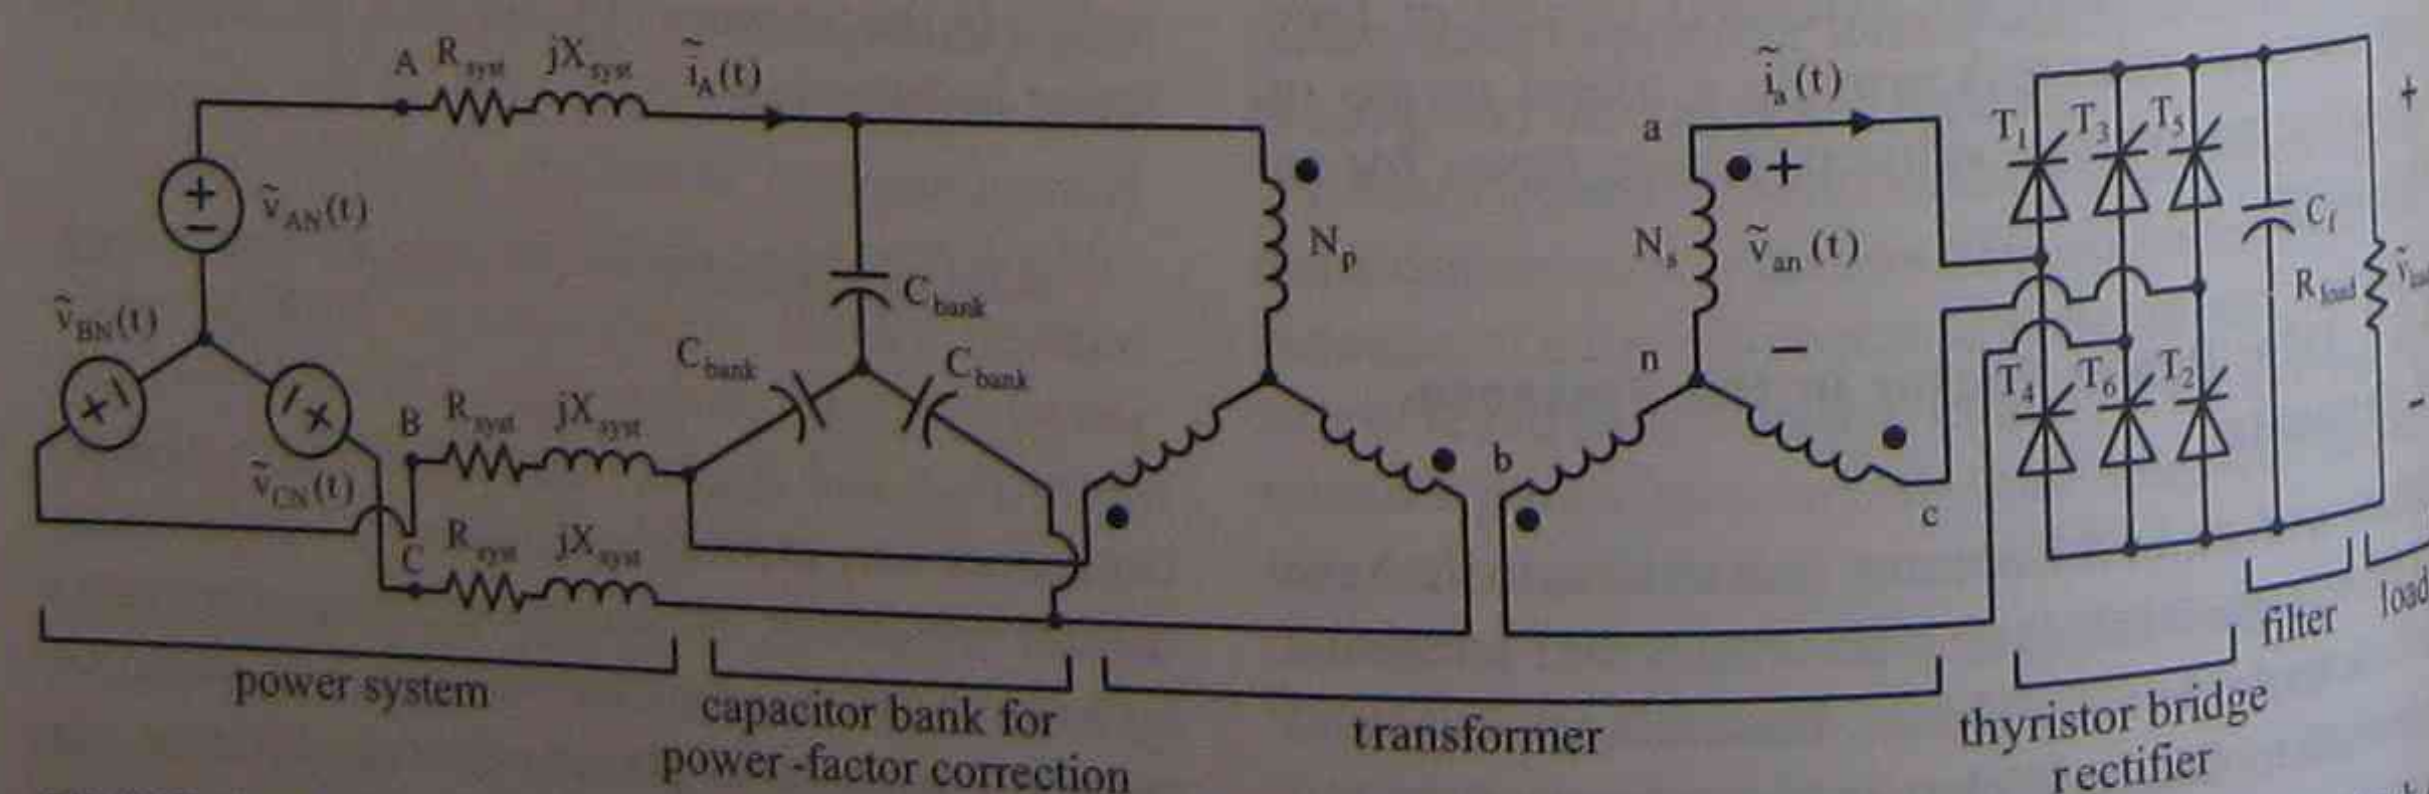 A R_syst jX_syst ĩ_A(t)
ĩ_a(t)
a
+
T_1 T_3 T_5
+
+
−
ṽ_AN(t)
N_p
N_s
ṽ_an(t)
C_f
R_load
C_bank
ṽ_BN(t)
+ −
− +
ṽ_CN(t)
C_bank
C_bank
n
−
T_4 T_6 T_2
-
B R_syst jX_syst
b
c
C R_syst jX_syst
power system
capacitor bank for
power-factor correction
transformer
thyristor bridge
rectifier
filter
load